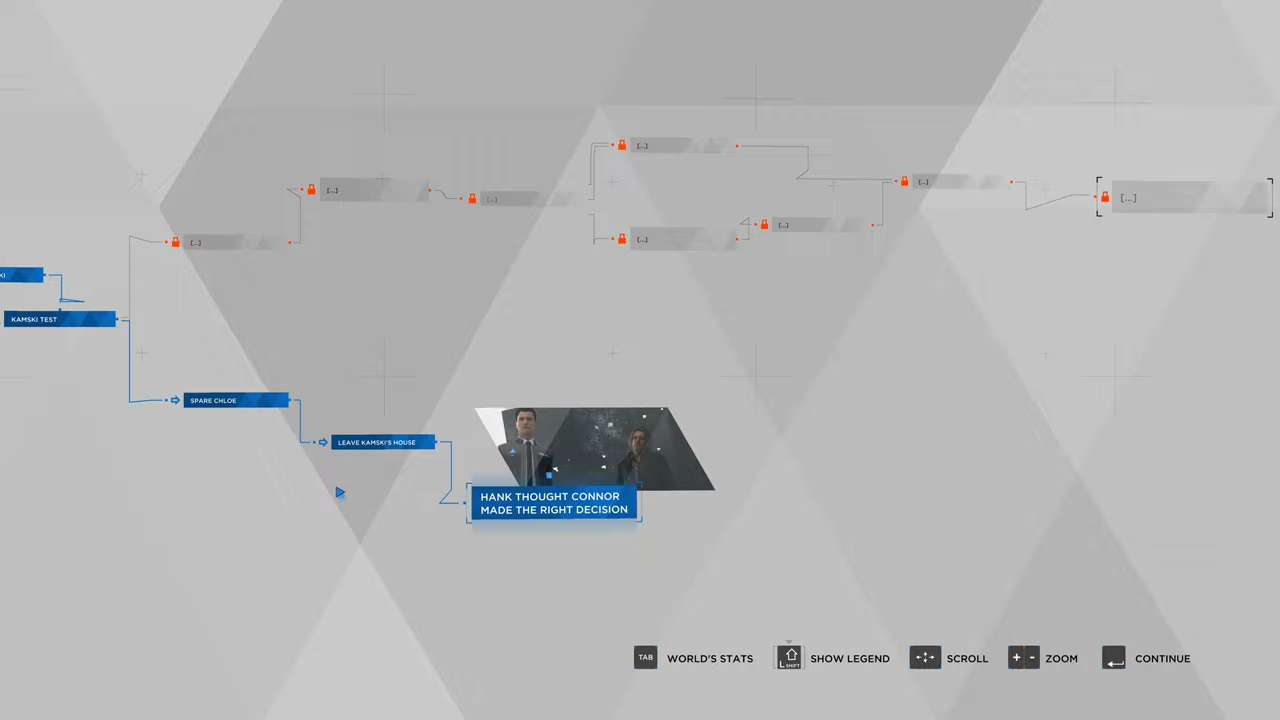 [...]
[...]
[...]
[...]
[...]
[...]
[...]
[...]
KI
KAMSKI TEST
SPARE CHLOE
LEAVE KAMSKI'S HOUSE
HANK THOUGHT CONNOR
MADE THE RIGHT DECISION
TAB WORLD'S STATS L SHIFT SHOW LEGEND SCROLL + - ZOOM CONTINUE